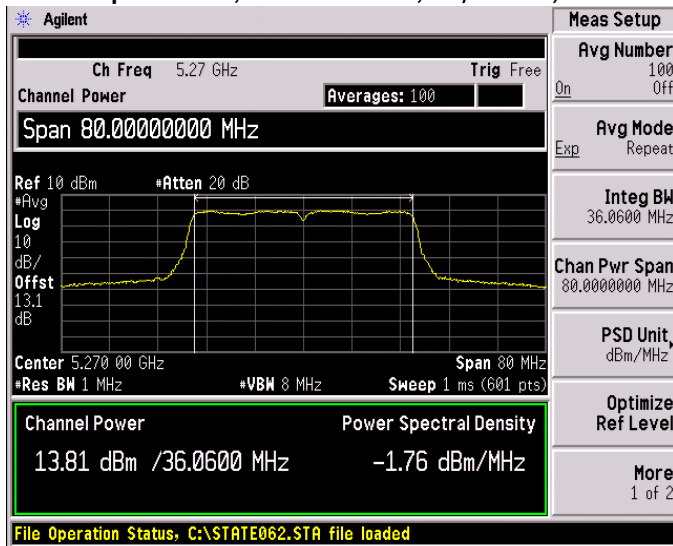 Agilent
Meas Setup
Ch Freq 5.27 GHz Trig Free
Channel Power Averages: 100
Span 80.00000000 MHz
Ref 10 dBm #Atten 20 dB
#Avg
Log
10
dB/
Offst
13.1
dB
Center 5.270 00 GHz Span 80 MHz
#Res BW 1 MHz #VBW 8 MHz Sweep 1 ms (601 pts)
Channel Power Power Spectral Density
13.81 dBm /36.0600 MHz -1.76 dBm/MHz
File Operation Status, C:\STATE062.STA file loaded
Avg Number
100
On Off
Avg Mode
Exp Repeat
Integ BW
36.0600 MHz
Chan Pwr Span
80.0000000 MHz
PSD Unit
dBm/MHz
Optimize
Ref Level
More
1 of 2